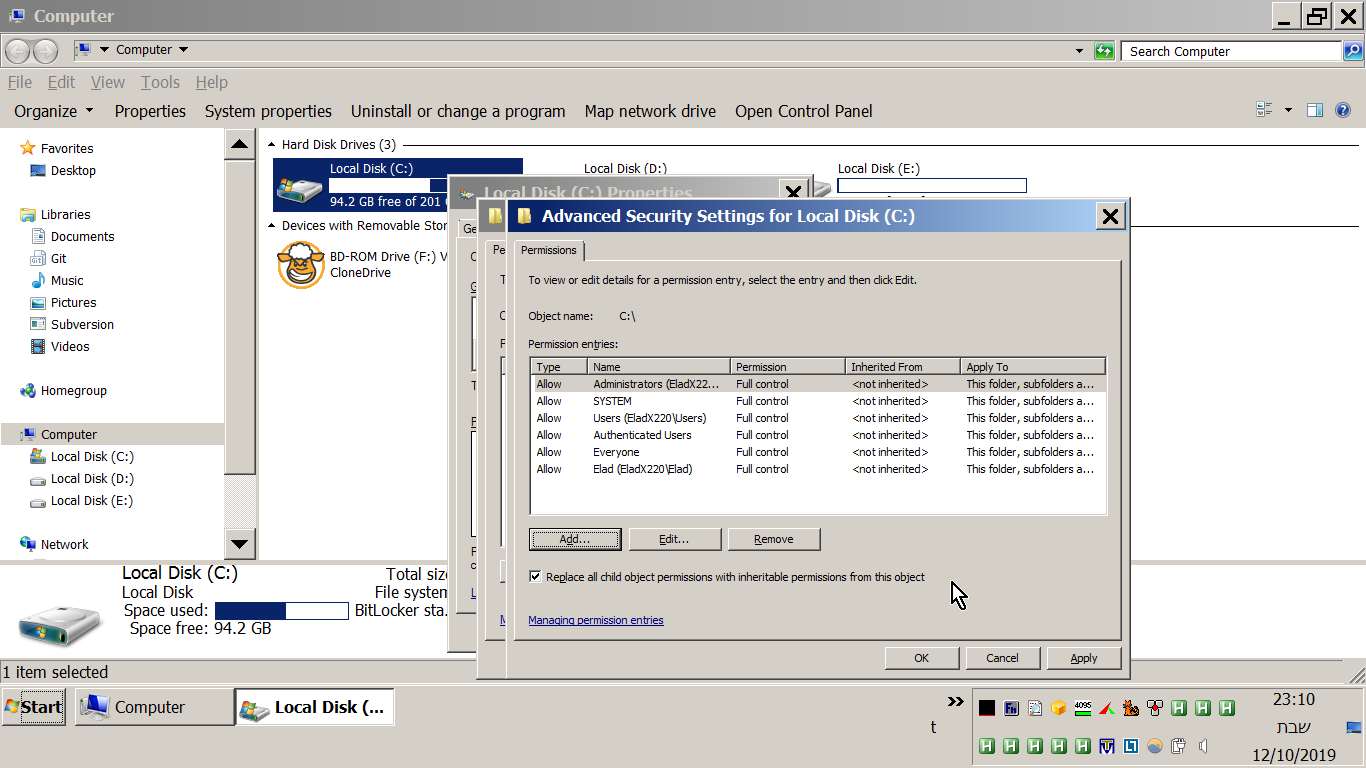 Computer
Computer
Search Computer
File Edit View Tools Help
Organize Properties System properties Uninstall or change a program Map network drive Open Control Panel
Favorites
Desktop
Libraries
Documents
Git
Music
Pictures
Subversion
Videos
Homegroup
Computer
Local Disk (C:)
Local Disk (D:)
Local Disk (E:)
Network
Hard Disk Drives (3)
Local Disk (C:)
94.2 GB free of 201
Local Disk (D:)
Local Disk (E:)
Devices with Removable Stor
BD-ROM Drive (F:) V
CloneDrive
Local Disk (C:) Properties
Ge
Pe
Advanced Security Settings for Local Disk (C:)
Permissions
To view or edit details for a permission entry, select the entry and then click Edit.
Object name: C:\
Permission entries:
Type Name Permission Inherited From Apply To
Allow Administrators (EladX22... Full control <not inherited> This folder, subfolders a...
Allow SYSTEM Full control <not inherited> This folder, subfolders a...
Allow Users (EladX220\Users) Full control <not inherited> This folder, subfolders a...
Allow Authenticated Users Full control <not inherited> This folder, subfolders a...
Allow Everyone Full control <not inherited> This folder, subfolders a...
Allow Elad (EladX220\Elad) Full control <not inherited> This folder, subfolders a...
Add... Edit... Remove
Replace all child object permissions with inheritable permissions from this object
Managing permission entries
OK Cancel Apply
Local Disk (C:) Total size
Local Disk File system
Space used: BitLocker sta.
Space free: 94.2 GB
1 item selected
Start Computer Local Disk (...
t
4095
23:10
שבת
12/10/2019